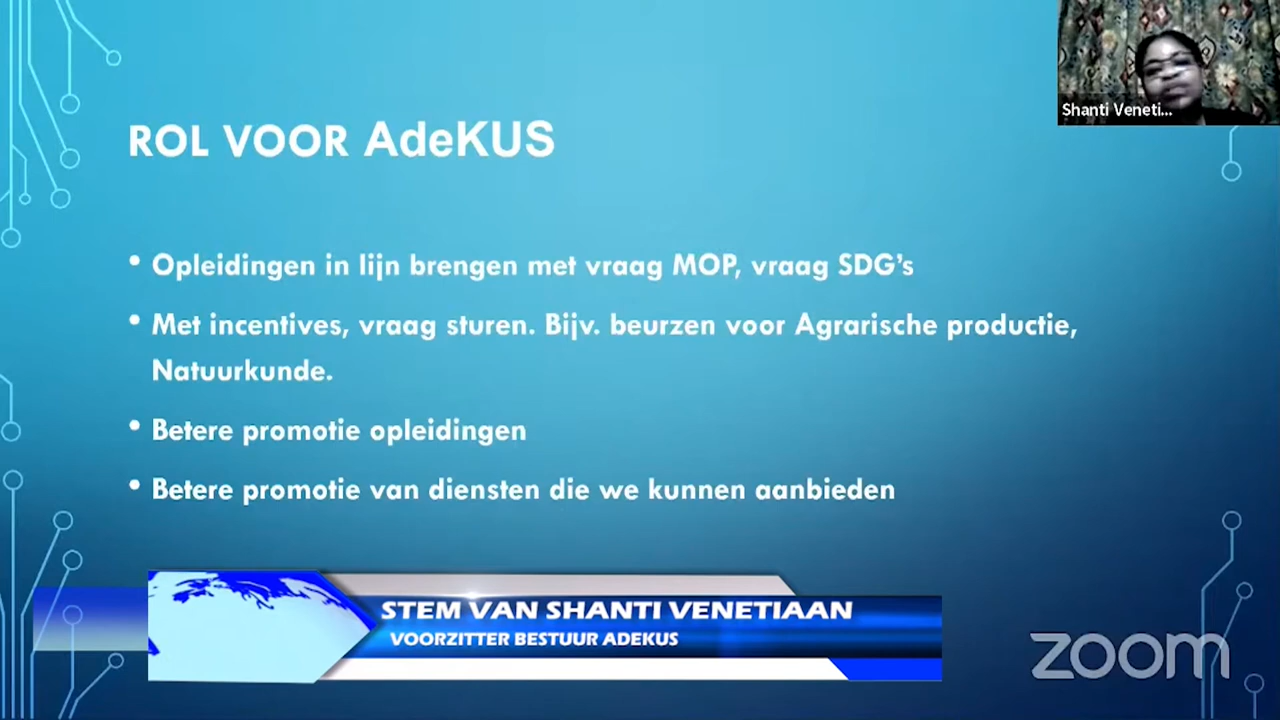 Shanti Veneti...
ROL VOOR AdeKUS
• Opleidingen in lijn brengen met vraag MOP, vraag SDG’s
• Met incentives, vraag sturen. Bijv. beurzen voor Agrarische productie,
Natuurkunde.
• Betere promotie opleidingen
• Betere promotie van diensten die we kunnen aanbieden
STEM VAN SHANTI VENETIAAN
VOORZITTER BESTUUR ADEKUS
zoom